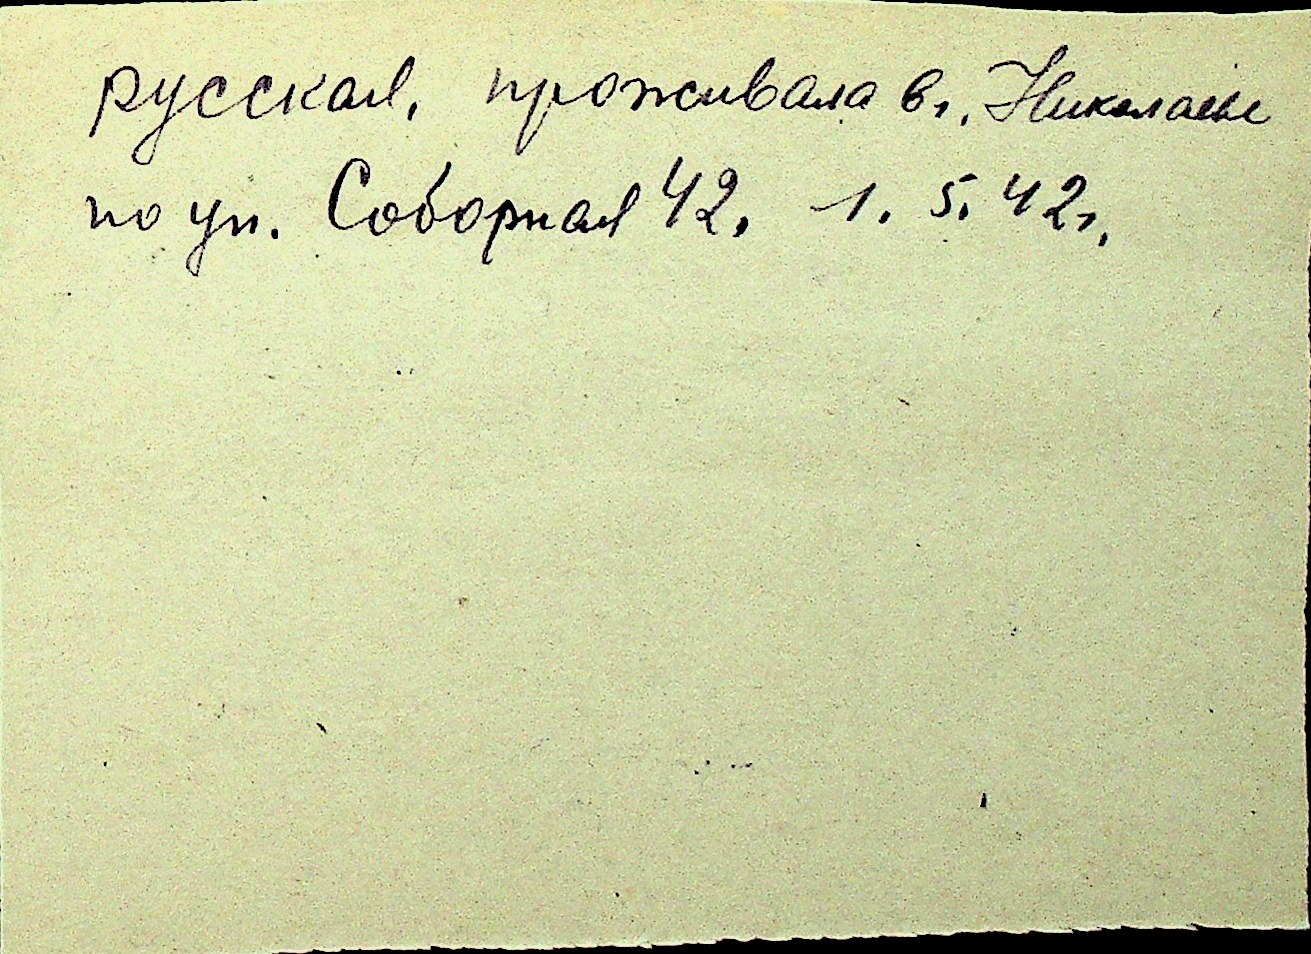 русская, проживала в г. Николаеве
по ул. Соборная 42. 1. 5. 42 г.